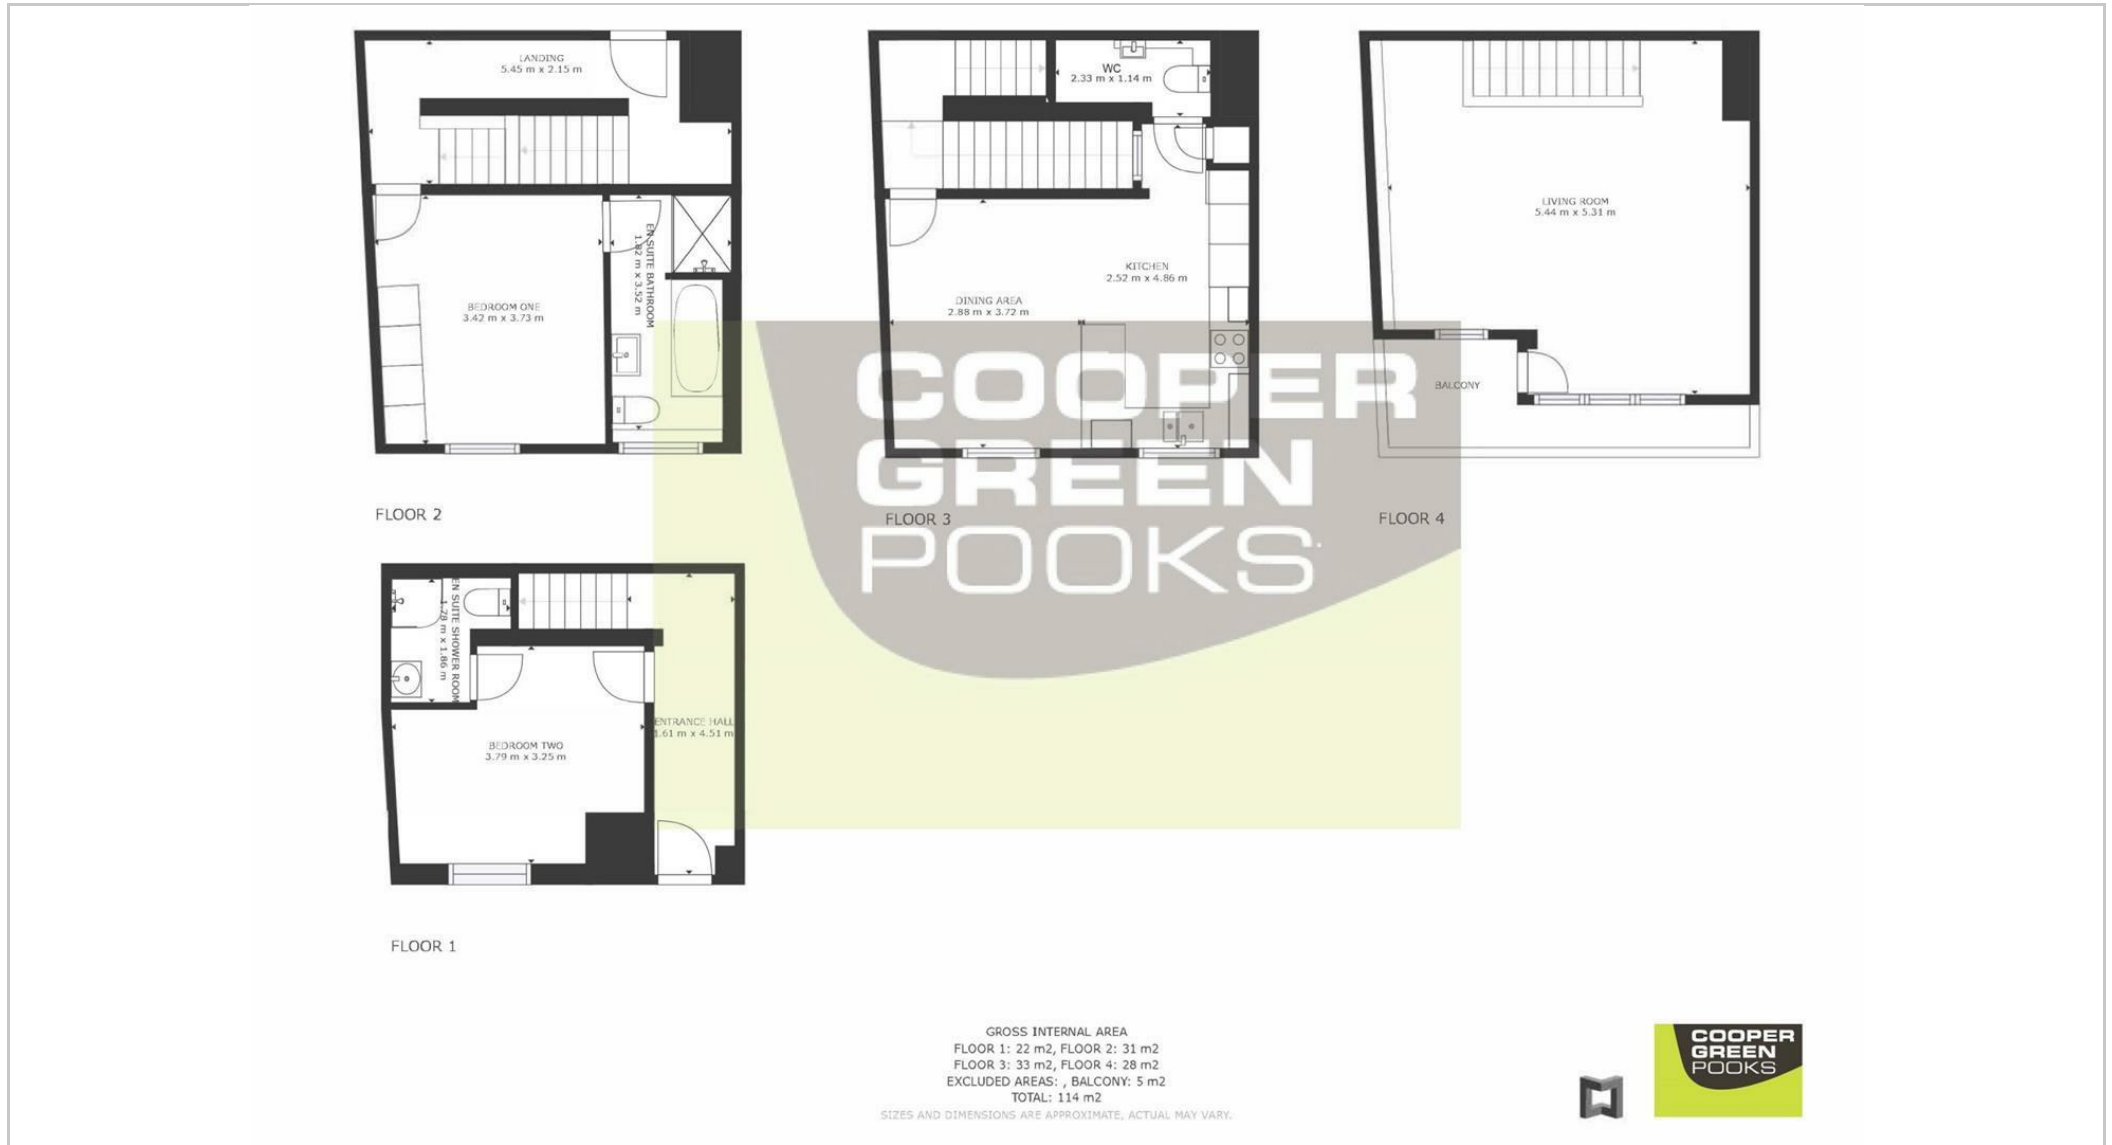 LANDING
5.45 m x 2.15 m
BEDROOM ONE
3.42 m x 3.73 m
EN SUITE BATHROOM
1.82 m x 3.52 m
FLOOR 2
WC
2.33 m x 1.14 m
KITCHEN
2.52 m x 4.86 m
DINING AREA
2.88 m x 3.72 m
FLOOR 3
LIVING ROOM
5.44 m x 5.31 m
BALCONY
FLOOR 4
COOPER
GREEN
POOKS
EN SUITE SHOWER ROOM
1.78 m x 1.86 m
BEDROOM TWO
3.79 m x 3.25 m
ENTRANCE HALL
1.61 m x 4.51 m
FLOOR 1
GROSS INTERNAL AREA
FLOOR 1: 22 m2, FLOOR 2: 31 m2
FLOOR 3: 33 m2, FLOOR 4: 28 m2
EXCLUDED AREAS: , BALCONY: 5 m2
TOTAL: 114 m2
SIZES AND DIMENSIONS ARE APPROXIMATE, ACTUAL MAY VARY.
COOPER
GREEN
POOKS